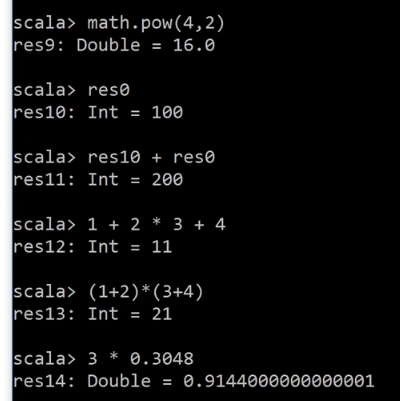 scala> math.pow(4,2)
res9: Double = 16.0
scala> res0
res10: Int = 100
scala> res10 + res0
res11: Int = 200
scala> 1 + 2 * 3 + 4
res12: Int = 11
scala> (1+2)*(3+4)
res13: Int = 21
scala> 3 * 0.3048
res14: Double = 0.9144000000000001